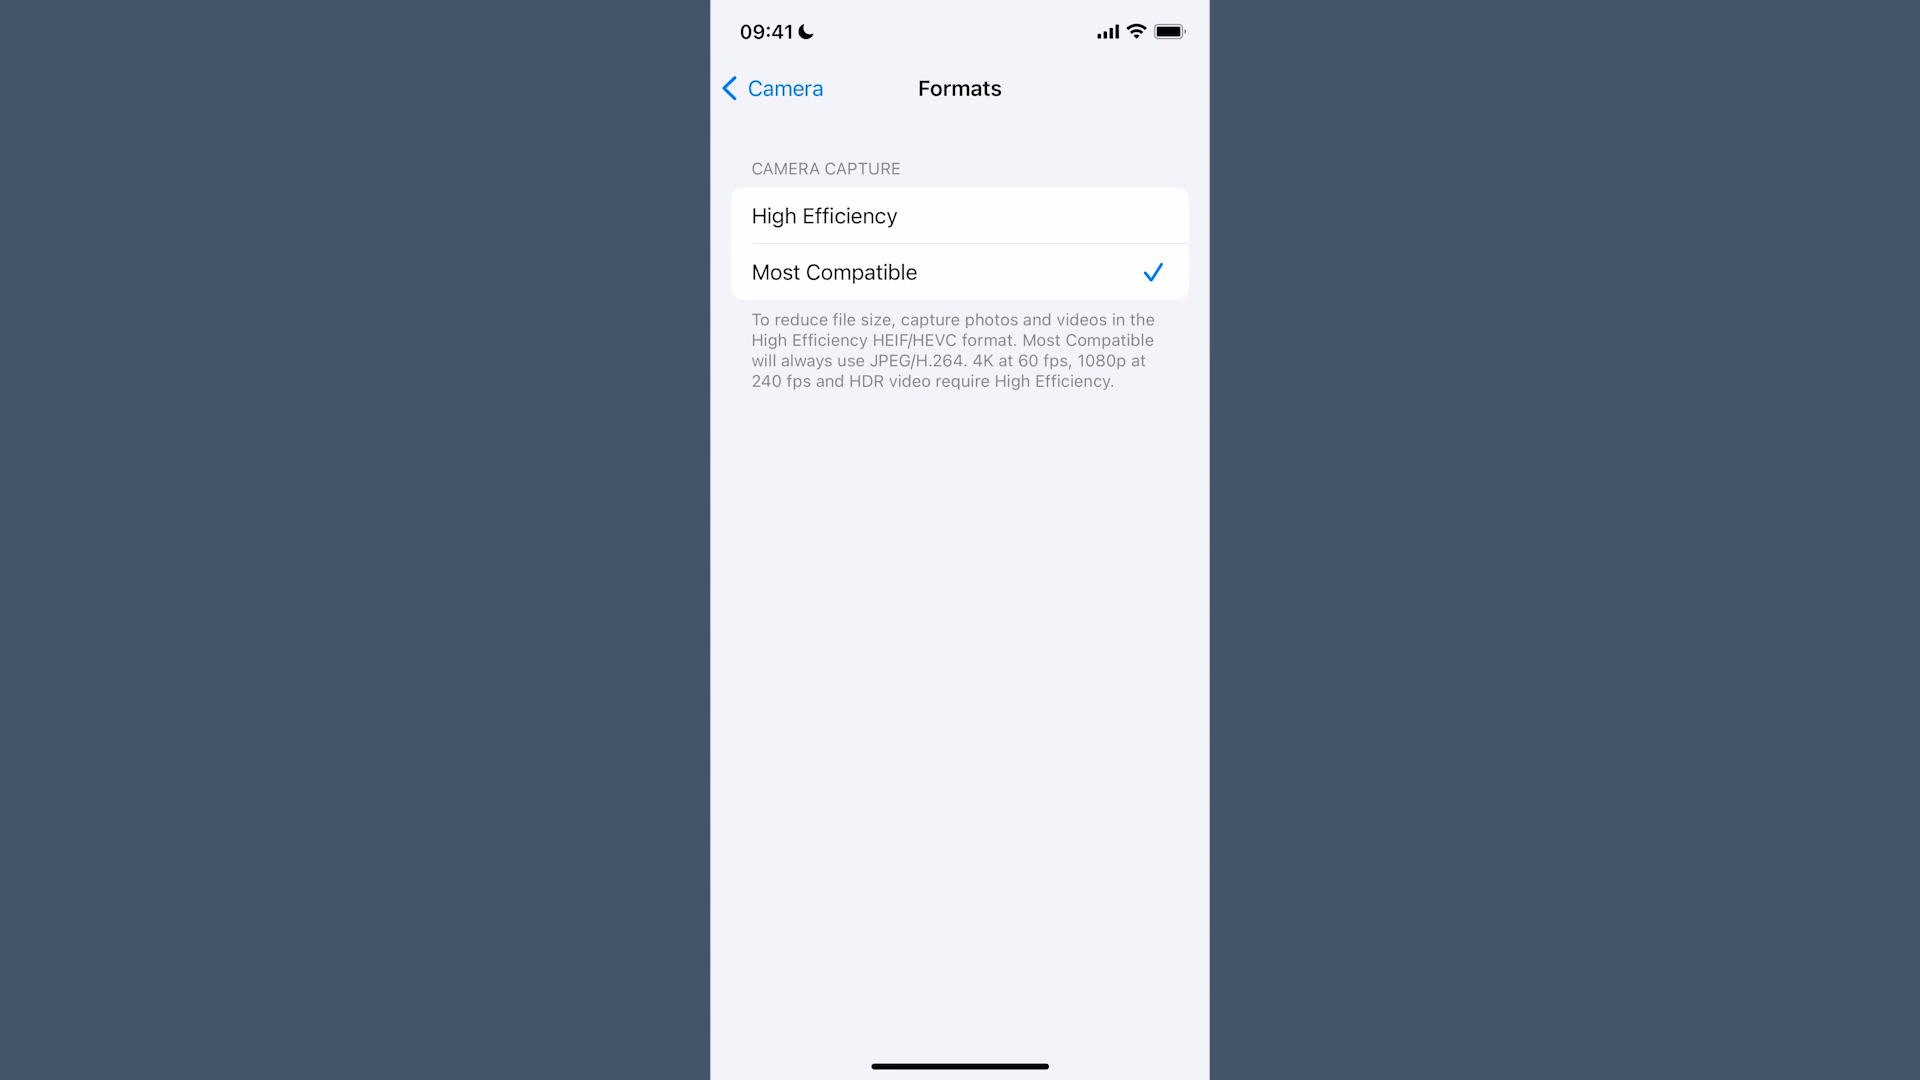 09:41
Camera
Formats
CAMERA CAPTURE
High Efficiency
Most Compatible
To reduce file size, capture photos and videos in the
High Efficiency HEIF/HEVC format. Most Compatible
will always use JPEG/H.264. 4K at 60 fps, 1080p at
240 fps and HDR video require High Efficiency.